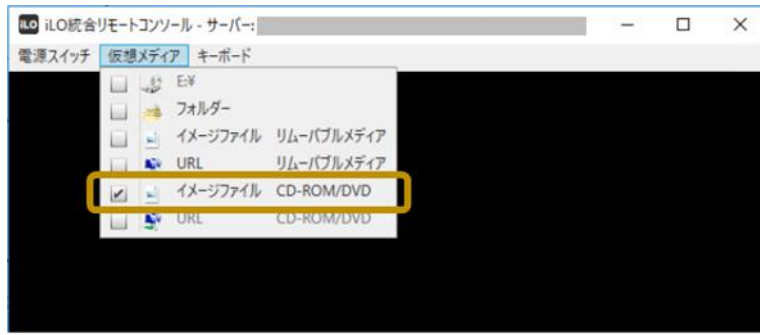 iLO iLO統合リモートコンソール - サーバー:
電源スイッチ 仮想メディア キーボード
E:¥
フォルダー
イメージファイル リムーバブルメディア
URL リムーバブルメディア
イメージファイル CD-ROM/DVD
URL CD-ROM/DVD